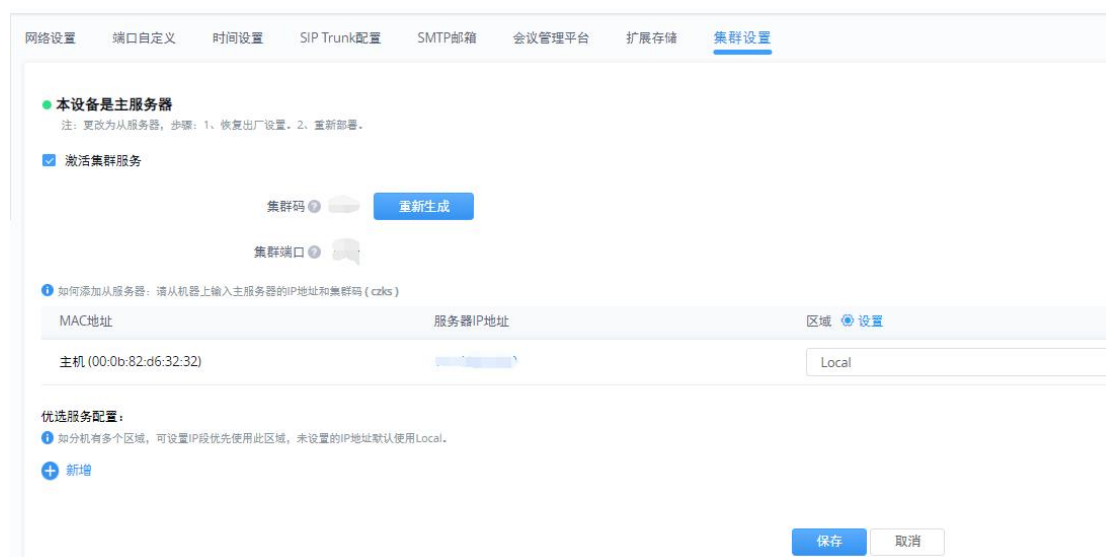 网络设置 端口自定义 时间设置 SIP Trunk配置 SMTP邮箱 会议管理平台 扩展存储 集群设置
本设备是主服务器
注：更改为从服务器，步骤：1、恢复出厂设置。2、重新部署。
激活集群服务
集群码 重新生成
集群端口
如何添加从服务器：请从机器上输入主服务器的IP地址和集群码 ( czks )
MAC地址 服务器IP地址 区域 设置
主机 (00:0b:82:d6:32:32) Local
优选服务配置：
如分机有多个区域，可设置IP段优先使用此区域，未设置的IP地址默认使用Local。
新增
保存 取消